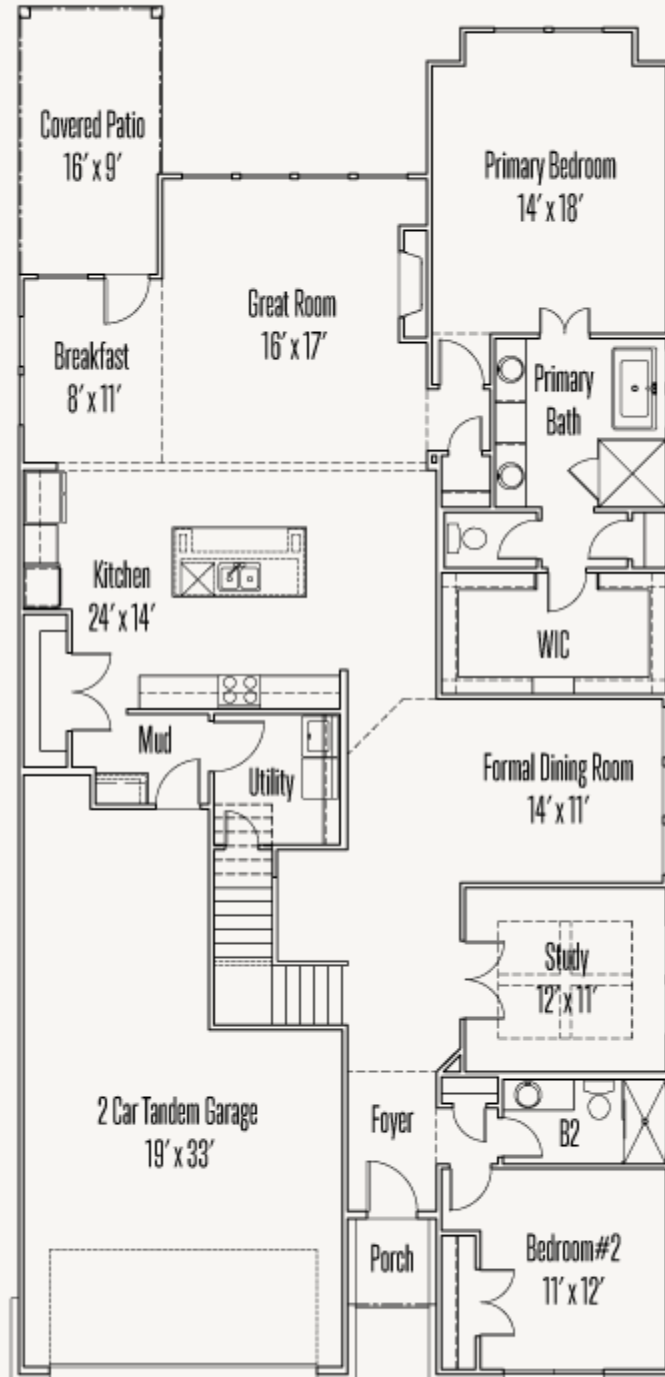 Covered Patio
16′ x 9′
Primary Bedroom
14′ x 18′
Great Room
16′ x 17′
Breakfast
8′ x 11′
Primary
Bath
Kitchen
24′ x 14′
WIC
Mud
Utility
Formal Dining Room
14′ x 11′
Study
12′ x 11′
2 Car Tandem Garage
19′ x 33′
Foyer
B2
Porch
Bedroom#2
11′ x 12′